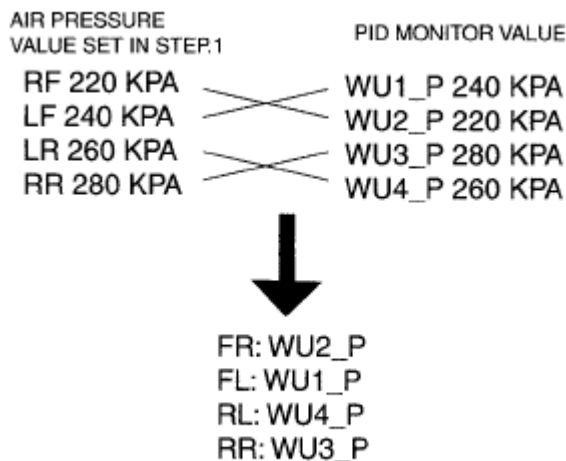 AIR PRESSURE
VALUE SET IN STEP.1
PID MONITOR VALUE
RF 220 KPA
WU1_P 240 KPA
LF 240 KPA
WU2_P 220 KPA
LR 260 KPA
WU3_P 280 KPA
RR 280 KPA
WU4_P 260 KPA
FR: WU2_P
FL: WU1_P
RL: WU4_P
RR: WU3_P